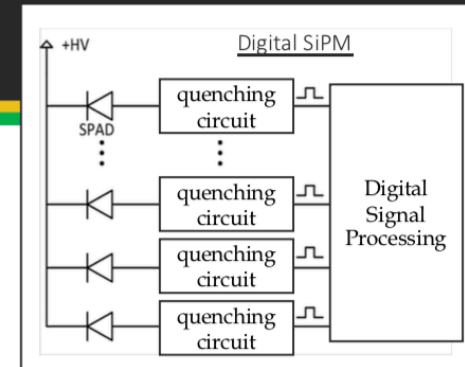 +HV
Digital SiPM
SPAD
quenching
circuit
quenching
circuit
quenching
circuit
quenching
circuit
Digital
Signal
Processing